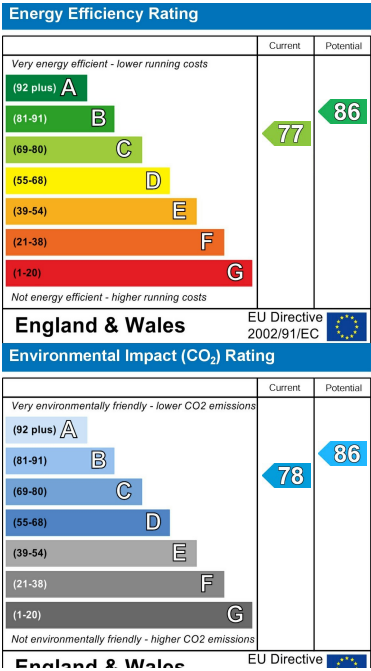 Energy Efficiency Rating
Current Potential
Very energy efficient - lower running costs
(92 plus) A
(81-91) B
86
(69-80) C
77
(55-68) D
(39-54) E
(21-38) F
(1-20) G
Not energy efficient - higher running costs
England & Wales
EU Directive
2002/91/EC
Environmental Impact (CO₂) Rating
Current Potential
Very environmentally friendly - lower CO2 emissions
(92 plus) A
(81-91) B
86
(69-80) C
78
(55-68) D
(39-54) E
(21-38) F
(1-20) G
Not environmentally friendly - higher CO2 emissions
England & Wales
EU Directive